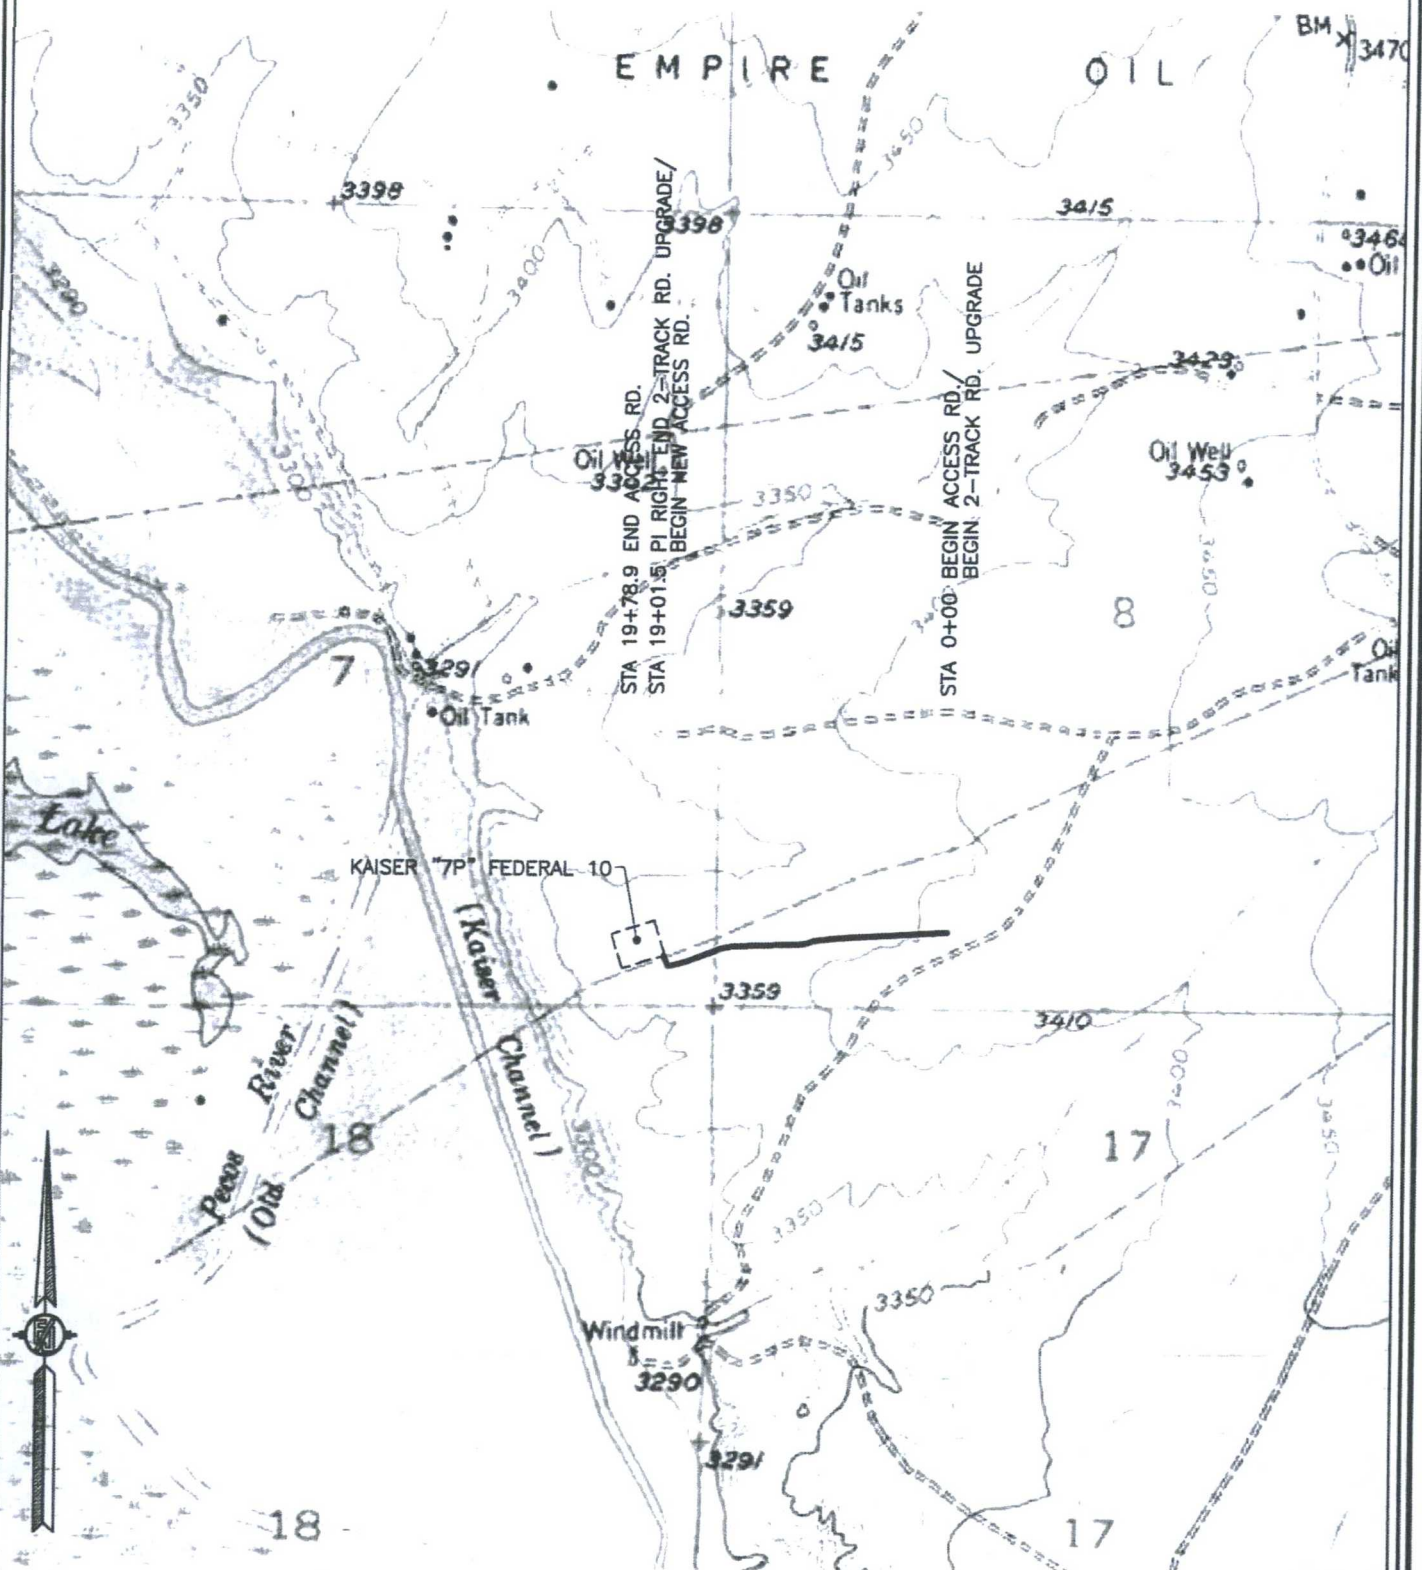 BM
3470
EMPIRE OIL
3350
3450
3398
3398
3415
3400
3290
Oil
Tanks
3415
Oil
3429
STA 19+78.9 END ACCESS RD.
STA 19+01.5 PI RIGHT END 2-TRACK RD. UPGRADE/
BEGIN NEW ACCESS RD.
STA 0+00 BEGIN ACCESS RD./
BEGIN 2-TRACK RD. UPGRADE
Oil Well
3453
3300
3350
3450
3359
8
7
3291
Oil Tank
Oil
Tank
Lake
KAISER "7P" FEDERAL 10
(Kaiser
Channel)
3359
3410
Pecos River
(Old Channel)
18
3400
17
3450
3300
3350
3350
Windmill
3290
3291
18
17